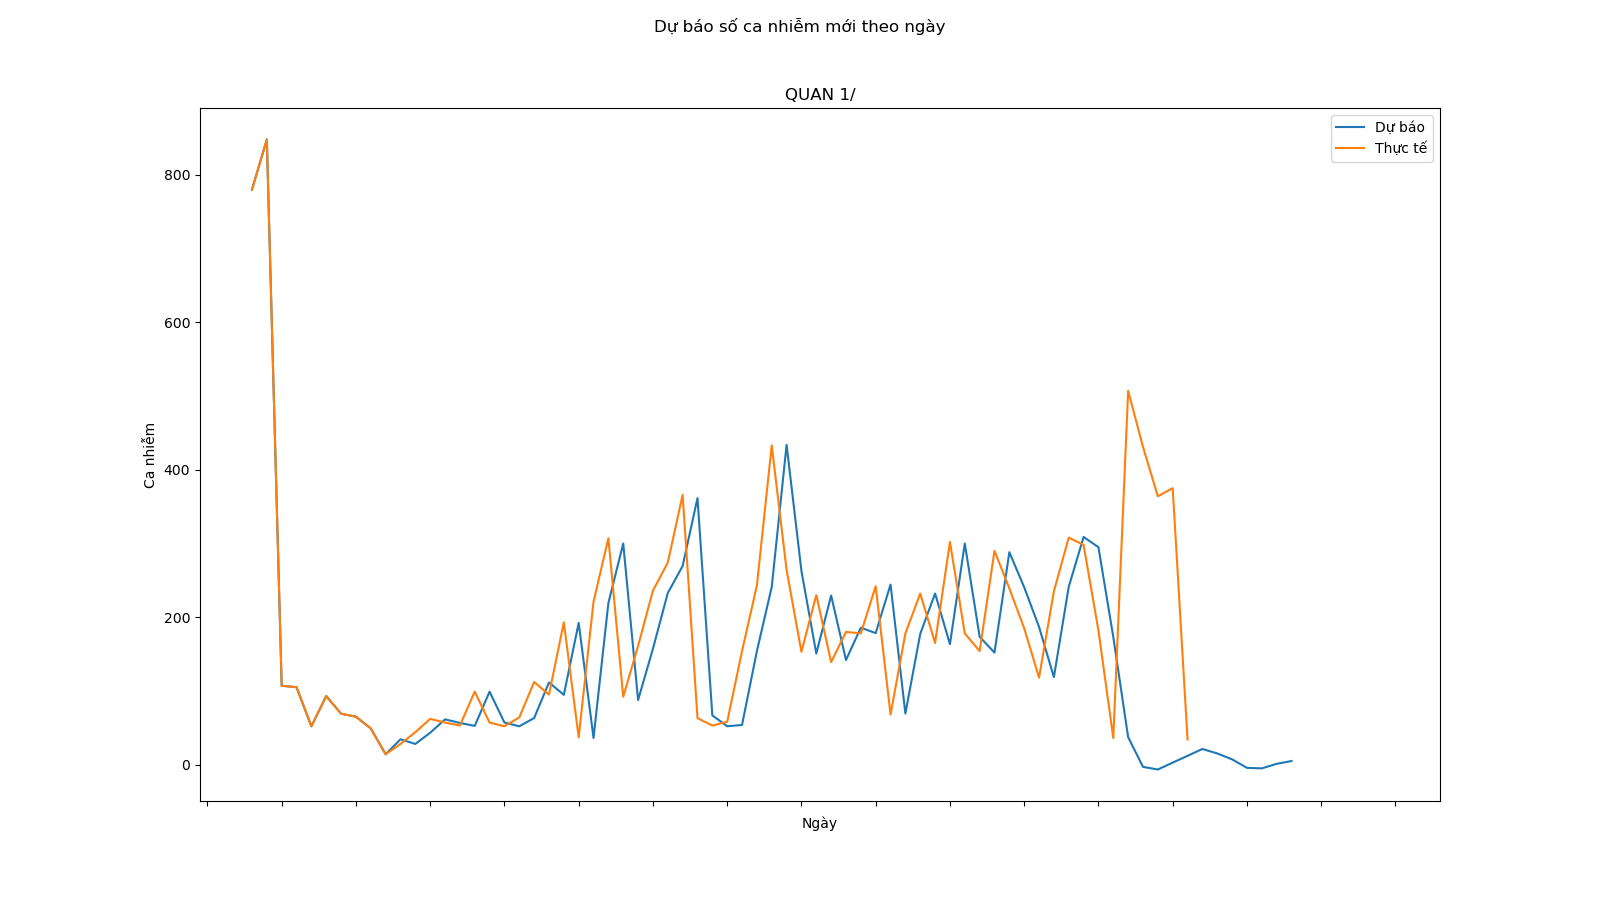 Dự báo số ca nhiễm mới theo ngày
QUAN 1/
Dự báo
Thực tế
800
600
400
200
0
Ca nhiễm
Ngày